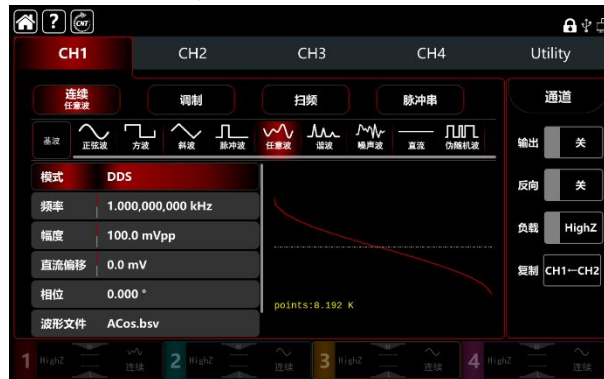 ? CNT
CH1 CH2 CH3 CH4 Utility
连续
任意波
调制 扫频 脉冲串 通道
基波 正弦波 方波 斜波 脉冲波 任意波 谐波 噪声波 直流 伪随机波
输出 关
模式 DDS
反向 关
频率 1.000,000,000 kHz
幅度 100.0 mVpp
负载 HighZ
直流偏移 0.0 mV
复制 CH1←CH2
相位 0.000 °
points:8.192 K
波形文件 ACos.bsv
1 HighZ 连续 2 HighZ 连续 3 HighZ 连续 4 HighZ 连续